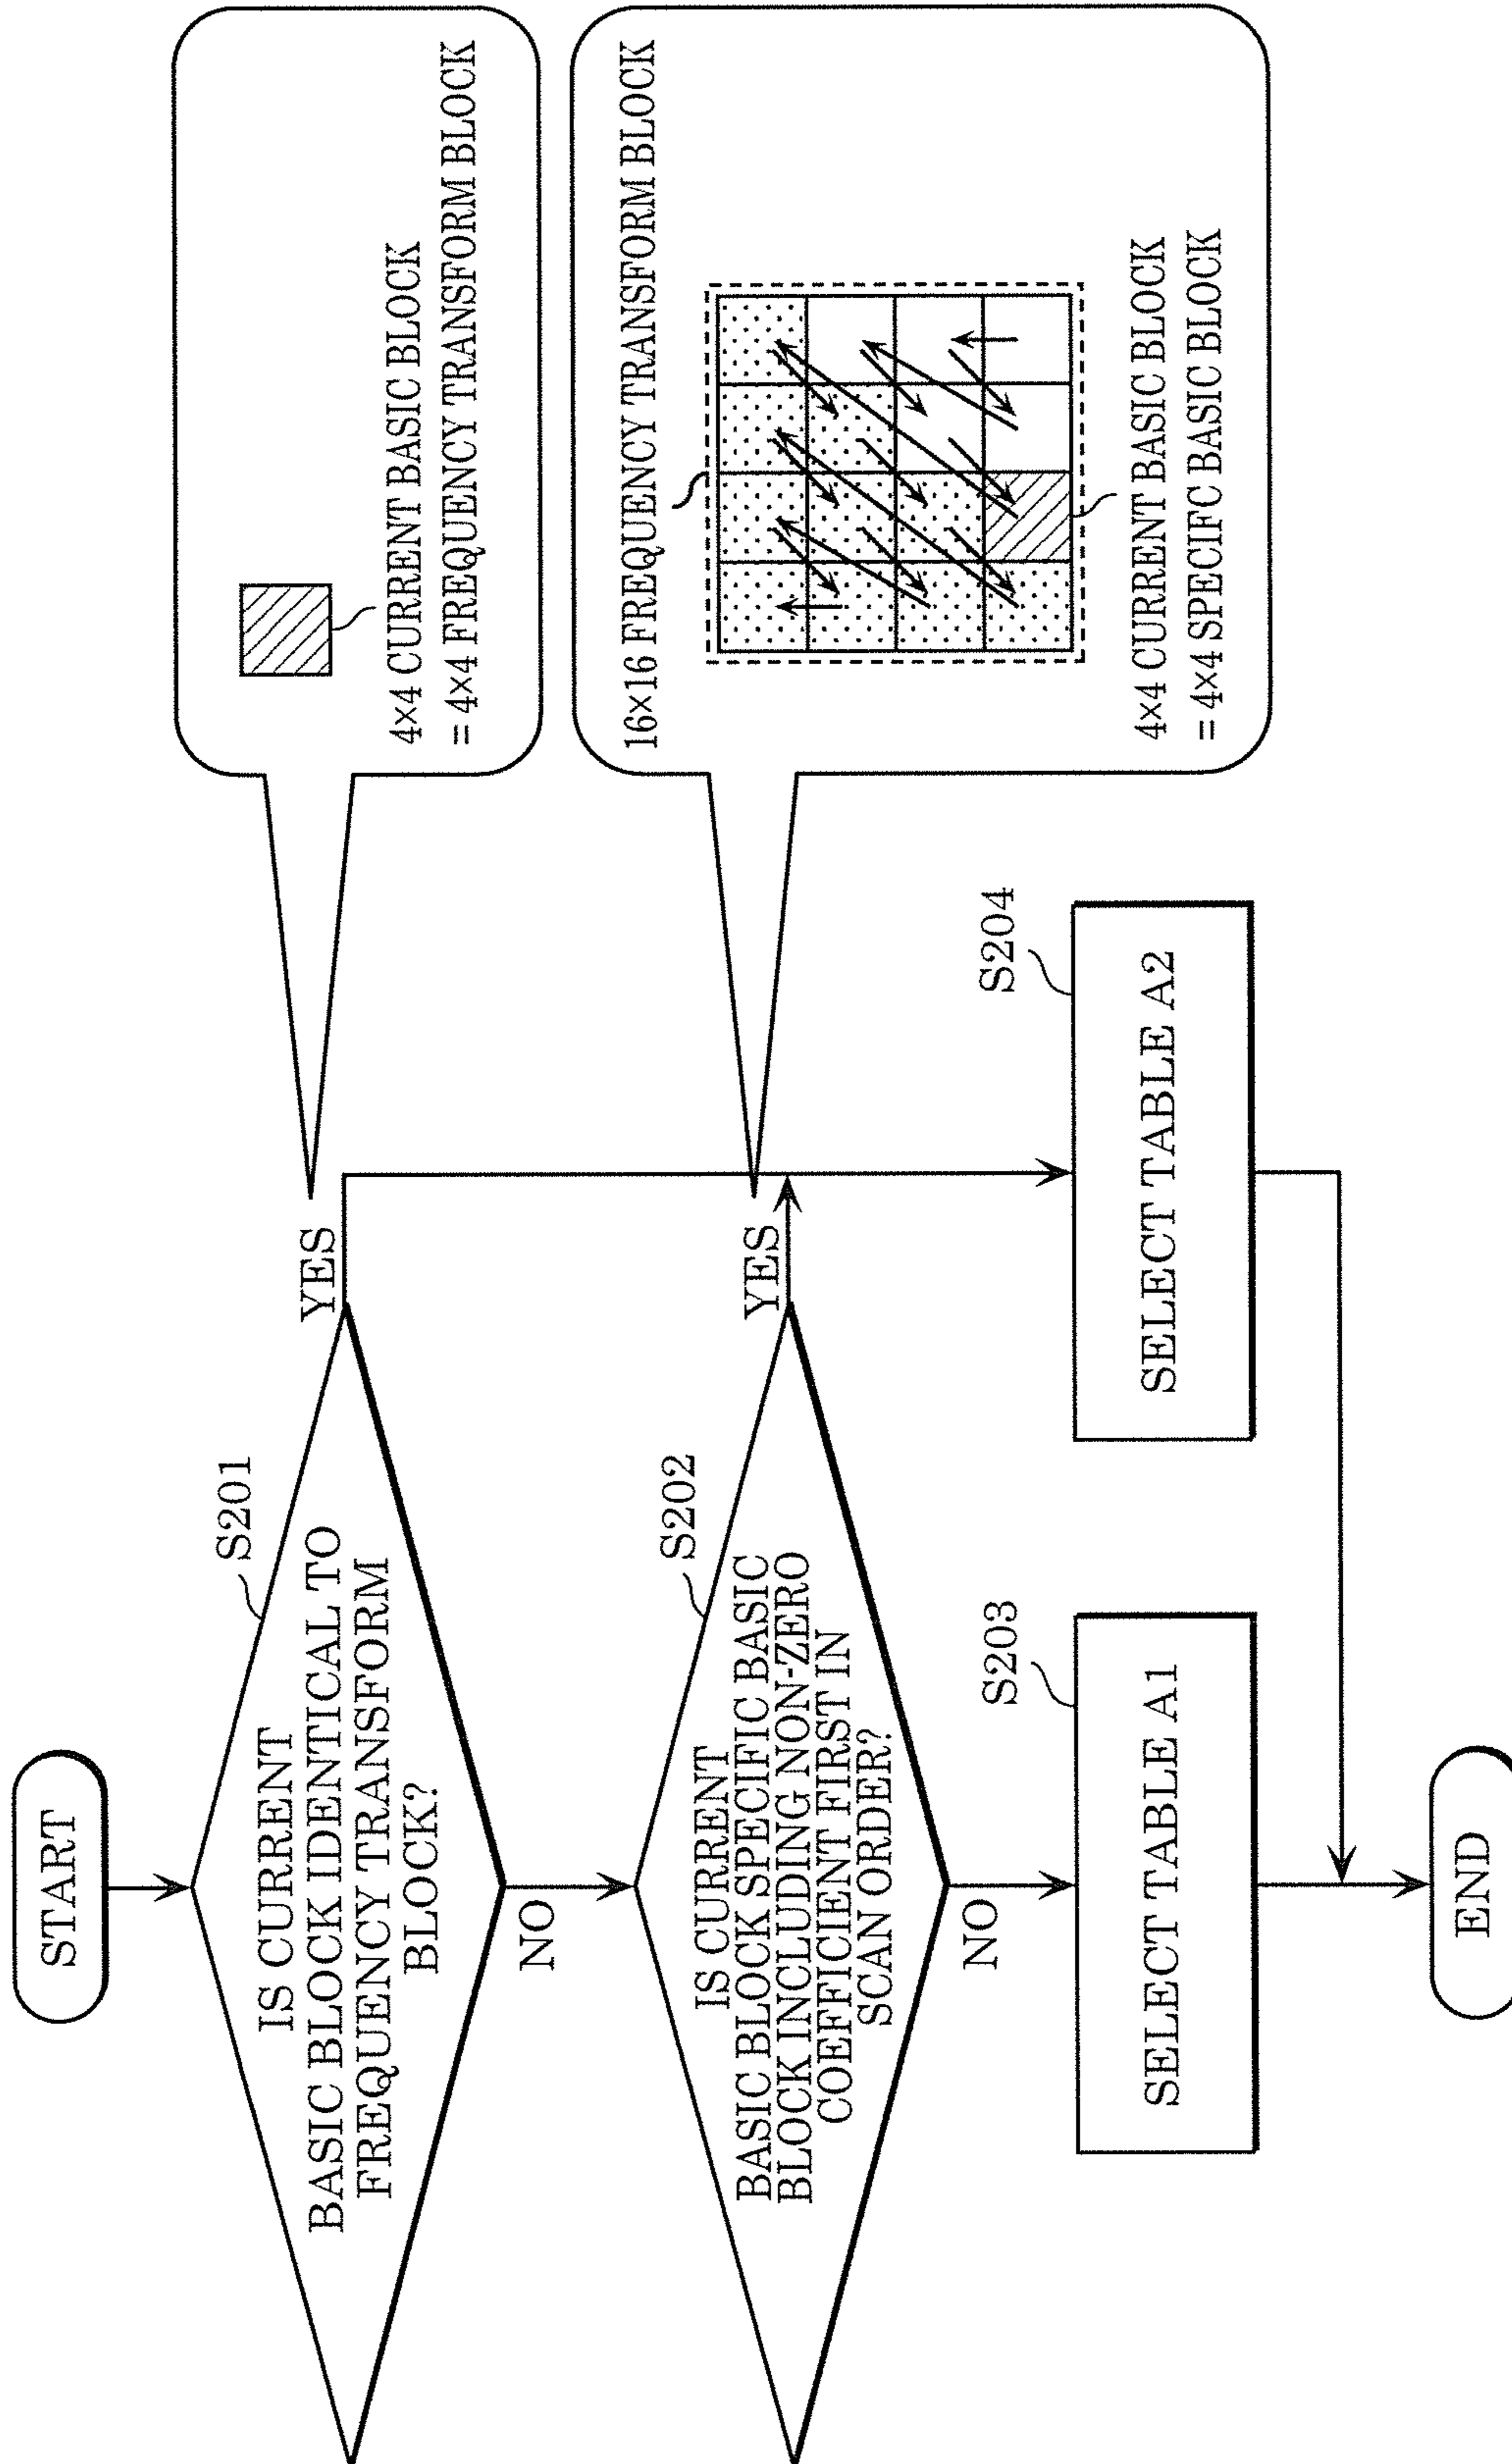 START
S201
IS CURRENT
BASIC BLOCK IDENTICAL TO
FREQUENCY TRANSFORM
BLOCK?
YES
NO
4×4 CURRENT BASIC BLOCK
= 4×4 FREQUENCY TRANSFORM BLOCK
S202
IS CURRENT
BASIC BLOCK SPECIFIC BASIC
BLOCK INCLUDING NON-ZERO
COEFFICIENT FIRST IN
SCAN ORDER?
YES
NO
16×16 FREQUENCY TRANSFORM BLOCK
4×4 CURRENT BASIC BLOCK
= 4×4 SPECIFC BASIC BLOCK
S203
SELECT TABLE A1
S204
SELECT TABLE A2
END